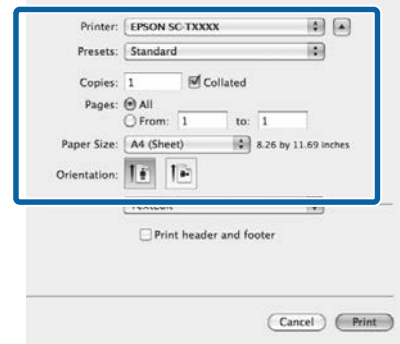 Printer: EPSON SC-TXXXX
Presets: Standard
Copies: 1 Collated
Pages: All
From: 1 to: 1
Paper Size: A4 (Sheet) 8.26 by 11.69 inches
Orientation:
TextEdit
Print header and footer
Cancel Print